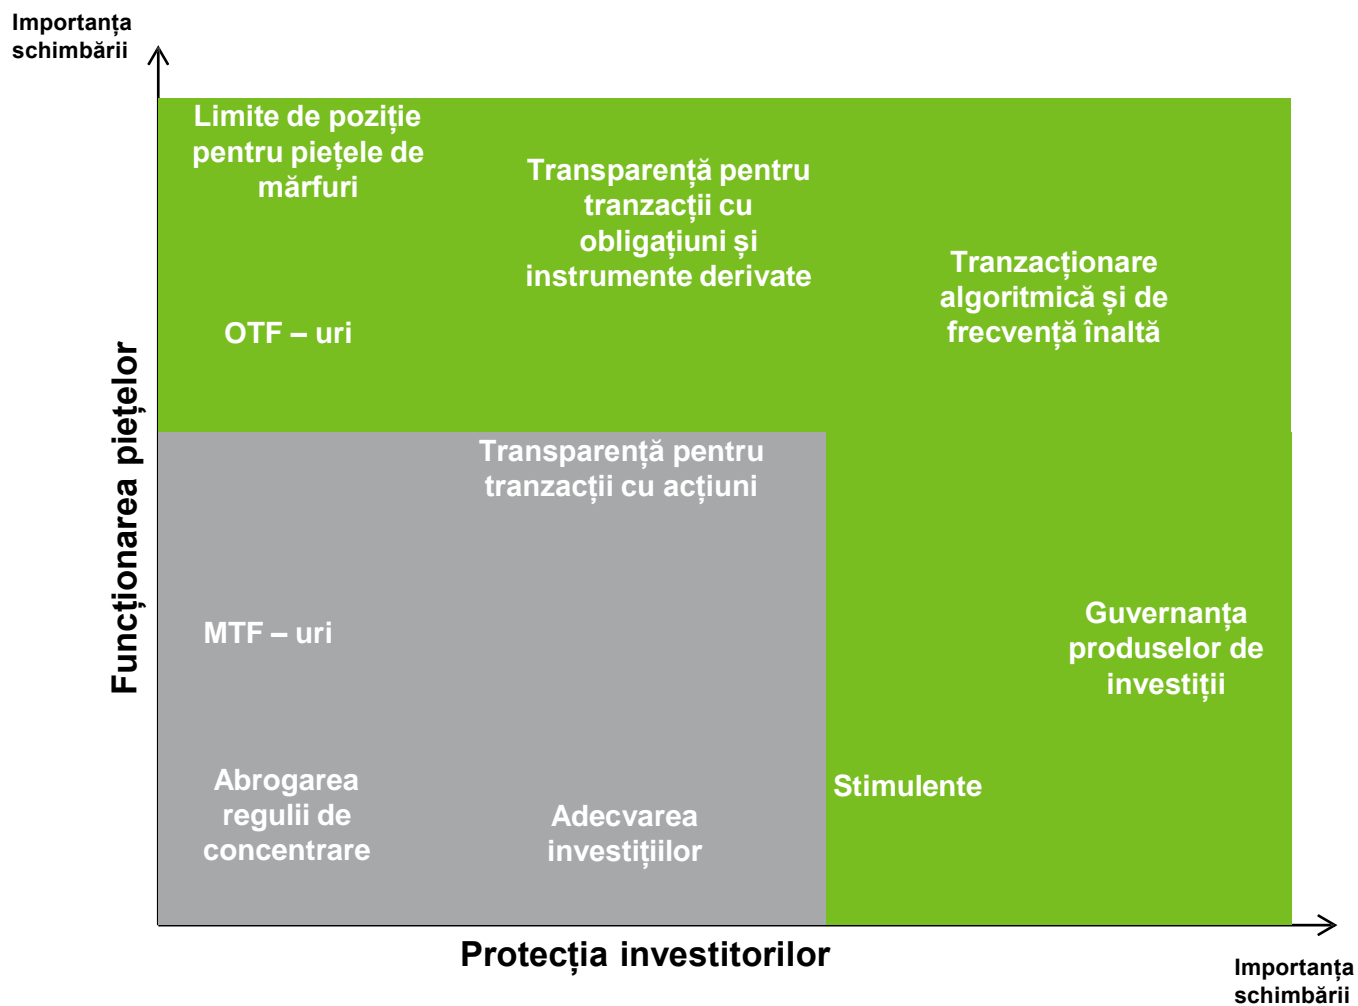 Importanța
schimbării
Limite de poziție
pentru piețele de
mărfuri
Transparență pentru
tranzacții cu
obligațiuni și
instrumente derivate
Tranzacționare
algoritmică și de
frecvență înaltă
OTF – uri
Funcționarea piețelor
Transparență pentru
tranzacții cu acțiuni
MTF – uri
Guvernanța
produselor de
investiții
Abrogarea
regulii de
concentrare
Adecvarea
investițiilor
Stimulente
Protecția investitorilor
Importanța
schimbării